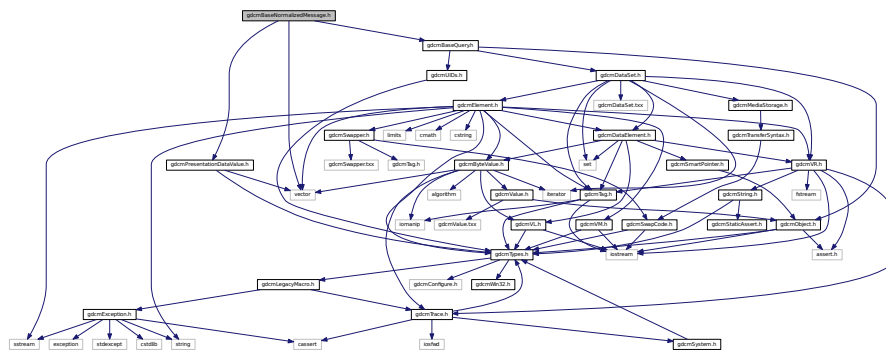 gdcmBaseNormalizedMessage.h
gdcmBaseQuery.h
gdcmUIDs.h
gdcmDataSet.h
gdcmElement.h
gdcmDataSet.txx
gdcmMediaStorage.h
gdcmSwapper.h
limits
cmath
cstring
gdcmDataElement.h
gdcmTransferSyntax.h
gdcmPresentationDataValue.h
gdcmSwapper.txx
gdcmTag.h
gdcmByteValue.h
set
gdcmSmartPointer.h
gdcmVR.h
vector
algorithm
gdcmValue.h
iterator
gdcmTag.h
gdcmString.h
fstream
iomanip
gdcmValue.txx
gdcmVL.h
gdcmVM.h
gdcmSwapCode.h
gdcmStaticAssert.h
gdcmObject.h
gdcmTypes.h
iostream
assert.h
gdcmLegacyMacro.h
gdcmConfigure.h
gdcmWin32.h
gdcmException.h
gdcmTrace.h
sstream
exception
stdexcept
cstdlib
string
cassert
iosfwd
gdcmSystem.h